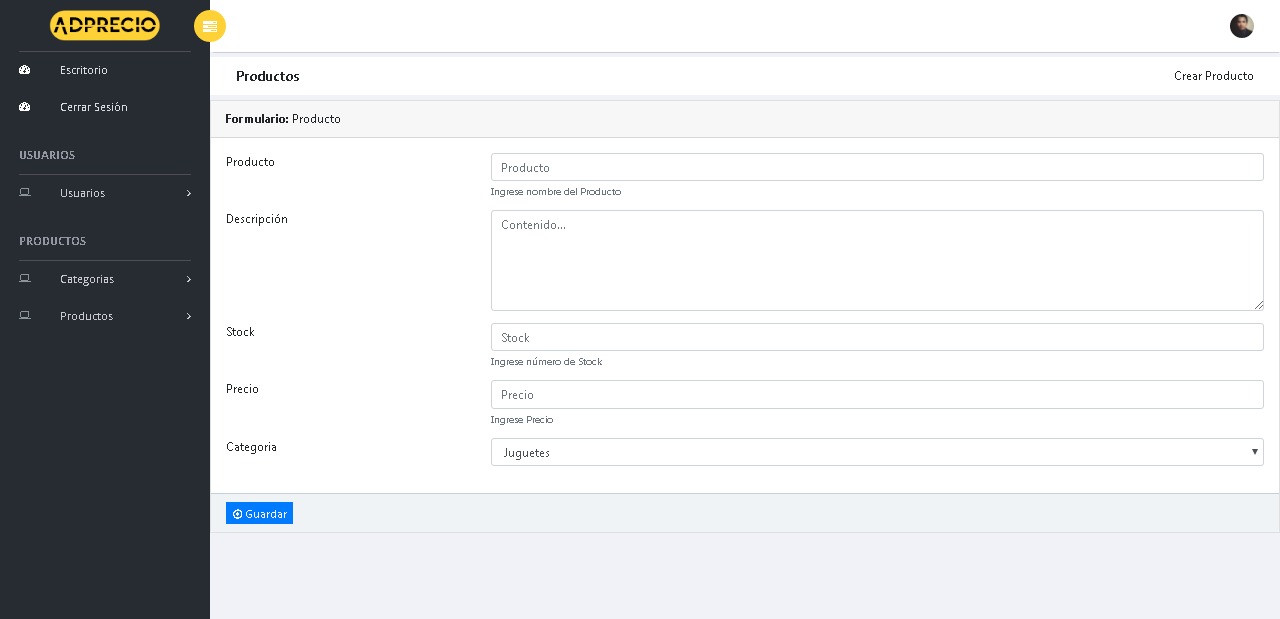 ADPRECIO
Escritorio
Cerrar Sesión
USUARIOS
Usuarios
PRODUCTOS
Categorias
Productos
Productos
Crear Producto
Formulario: Producto
Producto
Producto
Ingrese nombre del Producto
Descripción
Contenido...
Stock
Stock
Ingrese número de Stock
Precio
Precio
Ingrese Precio
Categoria
Juguetes
Guardar